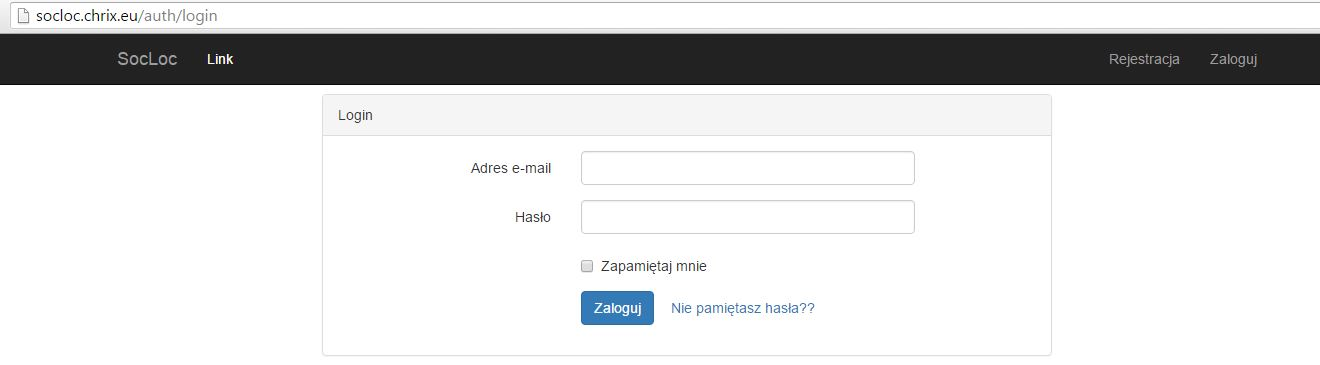 socloc.chrix.eu/auth/login
SocLoc Link Rejestracja Zaloguj
Login
Adres e-mail
Hasło
Zapamiętaj mnie
Zaloguj Nie pamiętasz hasła??